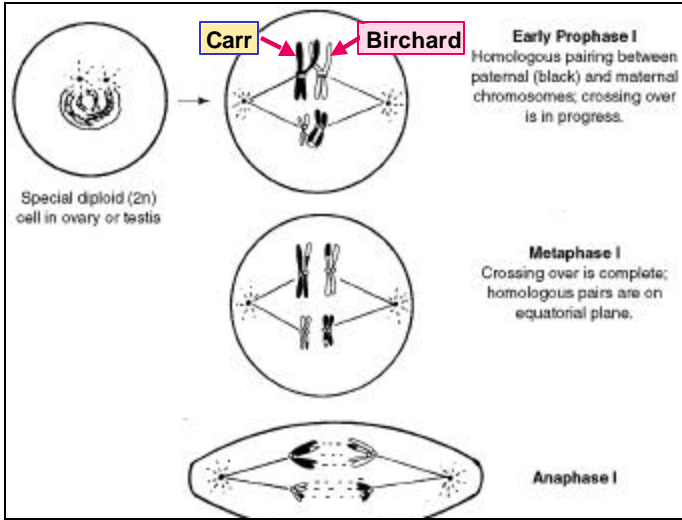 Carr
Birchard
Early Prophase I
Homologous pairing between
paternal (black) and maternal
chromosomes; crossing over
is in progress.
Special diploid (2n)
cell in ovary or testis
Metaphase I
Crossing over is complete;
homologous pairs are on
equatorial plane.
Anaphase I